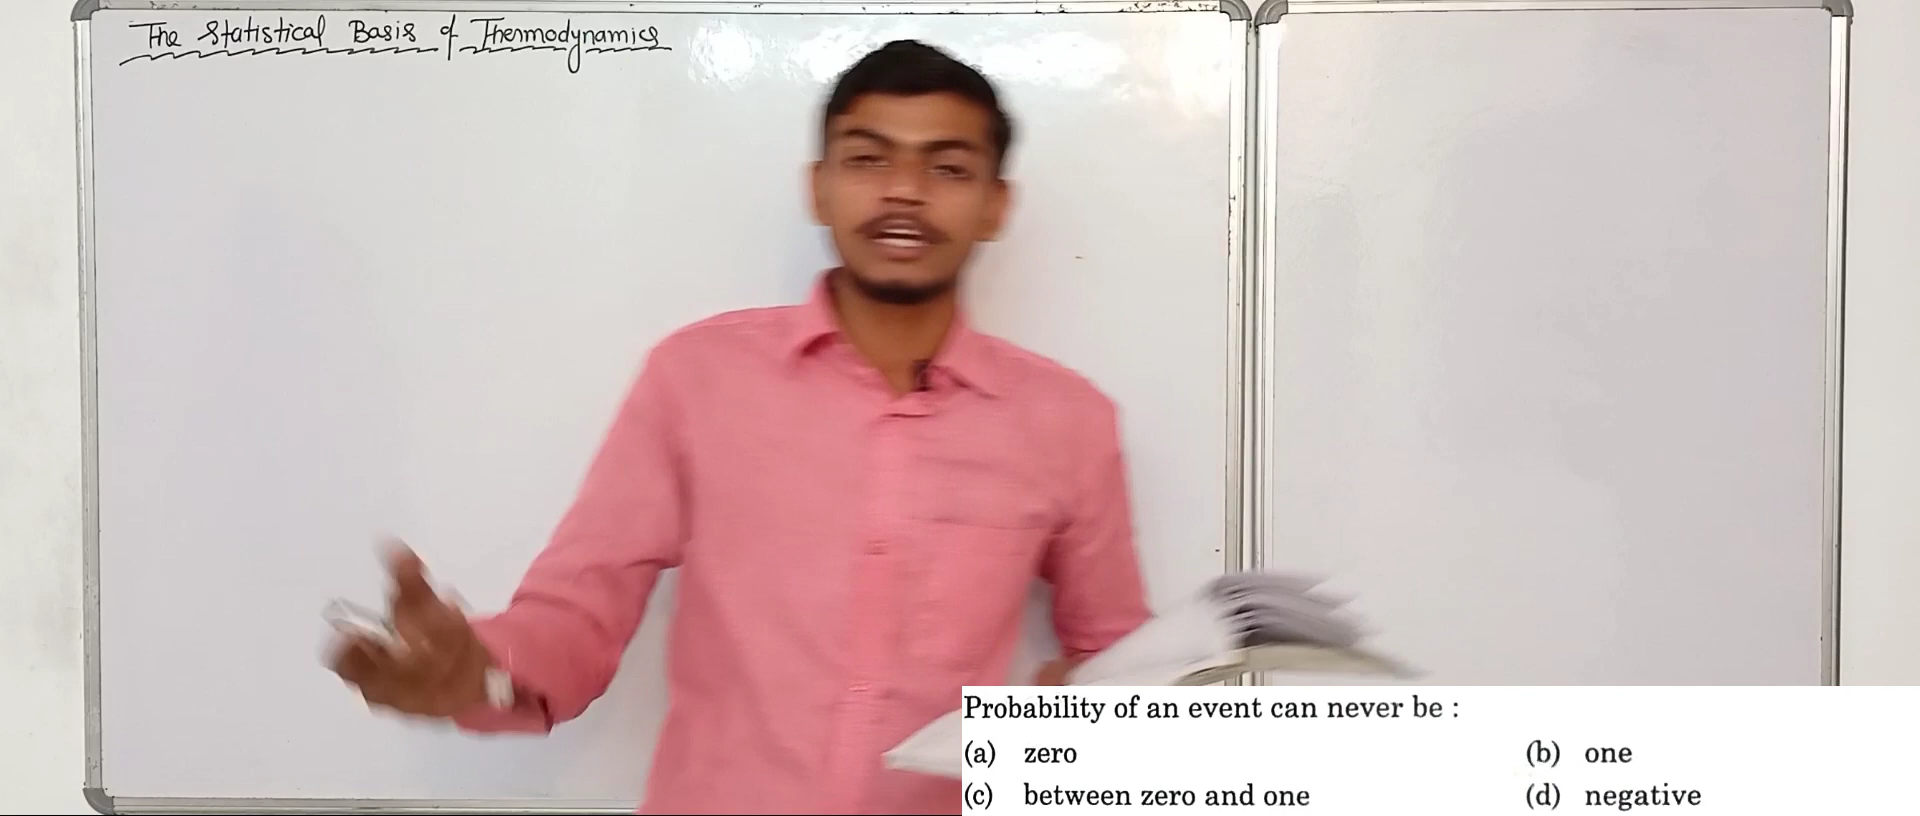 The Statistical Basis of Thermodynamics
Probability of an event can never be :
(a) zero (b) one
(c) between zero and one (d) negative